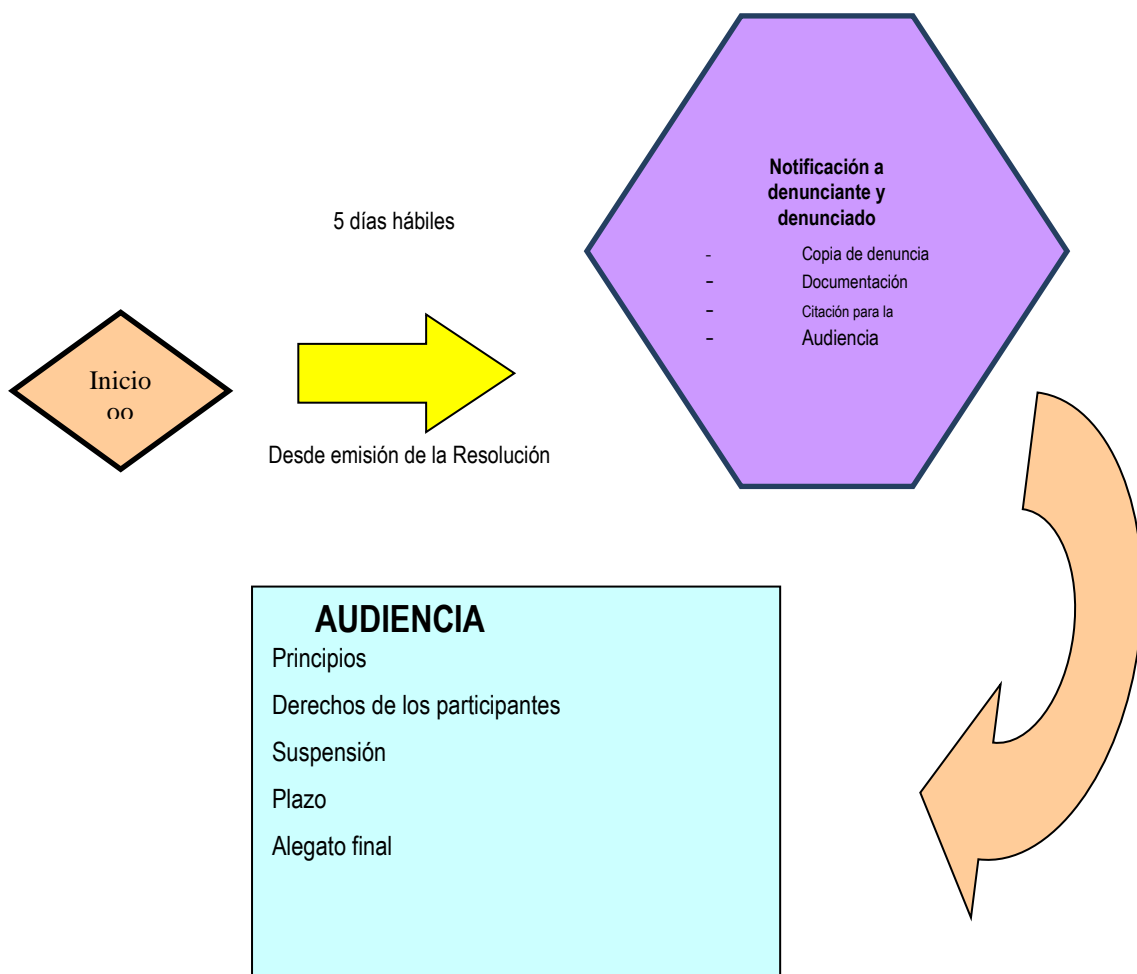 Inicio
5 días hábiles
Desde emisión de la Resolución
Notificación a
denunciante y
denunciado
- Copia de denuncia
- Documentación
- Citación para la
- Audiencia
AUDIENCIA
Principios
Derechos de los participantes
Suspensión
Plazo
Alegato final